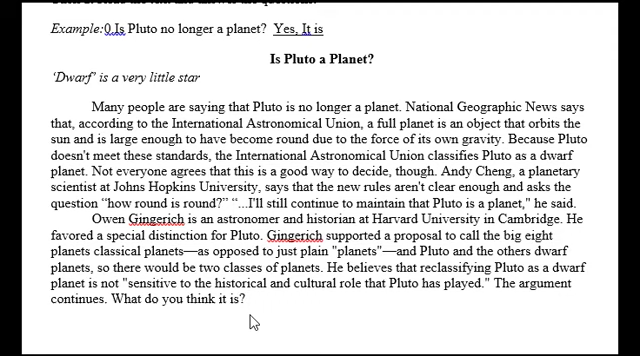 Example:0.Is Pluto no longer a planet? Yes, It is
Is Pluto a Planet?
‘Dwarf’ is a very little star
Many people are saying that Pluto is no longer a planet. National Geographic News says
that, according to the International Astronomical Union, a full planet is an object that orbits the
sun and is large enough to have become round due to the force of its own gravity. Because Pluto
doesn't meet these standards, the International Astronomical Union classifies Pluto as a dwarf
planet. Not everyone agrees that this is a good way to decide, though. Andy Cheng, a planetary
scientist at Johns Hopkins University, says that the new rules aren't clear enough and asks the
question “how round is round?” “...I'll still continue to maintain that Pluto is a planet," he said.
Owen Gingerich is an astronomer and historian at Harvard University in Cambridge. He
favored a special distinction for Pluto. Gingerich supported a proposal to call the big eight
planets classical planets—as opposed to just plain "planets"—and Pluto and the others dwarf
planets, so there would be two classes of planets. He believes that reclassifying Pluto as a dwarf
planet is not "sensitive to the historical and cultural role that Pluto has played." The argument
continues. What do you think it is?